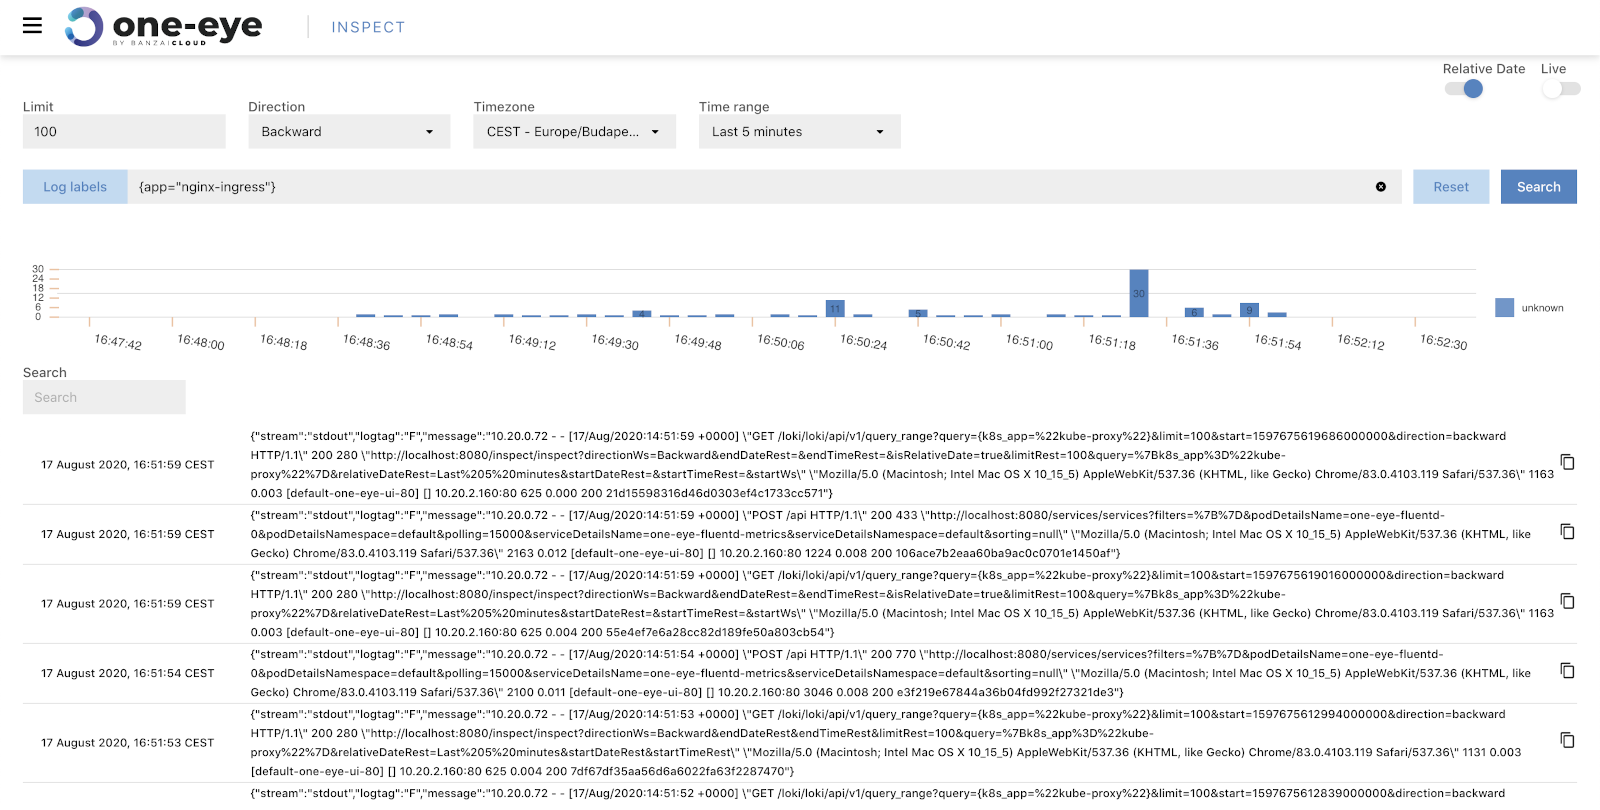 one-eye
BY BANZAICLOUD
INSPECT
Relative Date
Live
Limit
Direction
Timezone
Time range
100
Backward
CEST - Europe/Budape...
Last 5 minutes
Log labels
{app="nginx-ingress"}
Reset
Search
30
24
18
12
6
0
4
11
5
30
6
9
unknown
16:47:42
16:48:00
16:48:18
16:48:36
16:48:54
16:49:12
16:49:30
16:49:48
16:50:06
16:50:24
16:50:42
16:51:00
16:51:18
16:51:36
16:51:54
16:52:12
16:52:30
Search
Search
17 August 2020, 16:51:59 CEST
{"stream":"stdout","logtag":"F","message":"10.20.0.72 - - [17/Aug/2020:14:51:59 +0000] \"GET /loki/loki/api/v1/query_range?query={k8s_app=%22kube-proxy%22}&limit=100&start=1597675619686000000&direction=backward
HTTP/1.1\" 200 280 \"http://localhost:8080/inspect/inspect?directionWs=Backward&endDateRest=&endTimeRest=&isRelativeDate=true&limitRest=100&query=%7Bk8s_app%3D%22kube-
proxy%22%7D&relativeDateRest=Last%205%20minutes&startDateRest=&startTimeRest=&startWs\" \"Mozilla/5.0 (Macintosh; Intel Mac OS X 10_15_5) AppleWebKit/537.36 (KHTML, like Gecko) Chrome/83.0.4103.119 Safari/537.36\" 1163
0.003 [default-one-eye-ui-80] [] 10.20.2.160:80 625 0.000 200 21d15598316d46d0303ef4c1733cc571"}
17 August 2020, 16:51:59 CEST
{"stream":"stdout","logtag":"F","message":"10.20.0.72 - - [17/Aug/2020:14:51:59 +0000] \"POST /api HTTP/1.1\" 200 433 \"http://localhost:8080/services/services?filters=%7B%7D&podDetailsName=one-eye-fluentd-
0&podDetailsNamespace=default&polling=15000&serviceDetailsName=one-eye-fluentd-metrics&serviceDetailsNamespace=default&sorting=null\" \"Mozilla/5.0 (Macintosh; Intel Mac OS X 10_15_5) AppleWebKit/537.36 (KHTML, like
Gecko) Chrome/83.0.4103.119 Safari/537.36\" 2163 0.012 [default-one-eye-ui-80] [] 10.20.2.160:80 1224 0.008 200 106ace7b2eaa60ba9ac0c0701e1450af"}
17 August 2020, 16:51:59 CEST
{"stream":"stdout","logtag":"F","message":"10.20.0.72 - - [17/Aug/2020:14:51:59 +0000] \"GET /loki/loki/api/v1/query_range?query={k8s_app=%22kube-proxy%22}&limit=100&start=1597675619016000000&direction=backward
HTTP/1.1\" 200 280 \"http://localhost:8080/inspect/inspect?directionWs=Backward&endDateRest=&endTimeRest=&isRelativeDate=true&limitRest=100&query=%7Bk8s_app%3D%22kube-
proxy%22%7D&relativeDateRest=Last%205%20minutes&startDateRest=&startTimeRest=&startWs\" \"Mozilla/5.0 (Macintosh; Intel Mac OS X 10_15_5) AppleWebKit/537.36 (KHTML, like Gecko) Chrome/83.0.4103.119 Safari/537.36\" 1163
0.003 [default-one-eye-ui-80] [] 10.20.2.160:80 625 0.004 200 55e4ef7e6a28cc82d189fe50a803cb54"}
17 August 2020, 16:51:54 CEST
{"stream":"stdout","logtag":"F","message":"10.20.0.72 - - [17/Aug/2020:14:51:54 +0000] \"POST /api HTTP/1.1\" 200 770 \"http://localhost:8080/services/services?filters=%7B%7D&podDetailsName=one-eye-fluentd-
0&podDetailsNamespace=default&polling=15000&serviceDetailsName=one-eye-fluentd-metrics&serviceDetailsNamespace=default&sorting=null\" \"Mozilla/5.0 (Macintosh; Intel Mac OS X 10_15_5) AppleWebKit/537.36 (KHTML, like
Gecko) Chrome/83.0.4103.119 Safari/537.36\" 2100 0.011 [default-one-eye-ui-80] [] 10.20.2.160:80 3046 0.008 200 e3f219e67844a36b04fd992f27321de3"}
17 August 2020, 16:51:53 CEST
{"stream":"stdout","logtag":"F","message":"10.20.0.72 - - [17/Aug/2020:14:51:53 +0000] \"GET /loki/loki/api/v1/query_range?query={k8s_app=%22kube-proxy%22}&limit=100&start=1597675612994000000&direction=backward
HTTP/1.1\" 200 280 \"http://localhost:8080/inspect/inspect?directionWs=Backward&endDateRest&endTimeRest&limitRest=100&query=%7Bk8s_app%3D%22kube-
proxy%22%7D&relativeDateRest=Last%205%20minutes&startDateRest&startTimeRest\" \"Mozilla/5.0 (Macintosh; Intel Mac OS X 10_15_5) AppleWebKit/537.36 (KHTML, like Gecko) Chrome/83.0.4103.119 Safari/537.36\" 1131 0.003
[default-one-eye-ui-80] [] 10.20.2.160:80 625 0.004 200 7df67df35aa56d6a6022fa63f2287470"}
{"stream":"stdout","logtag":"F","message":"10.20.0.72 - - [17/Aug/2020:14:51:52 +0000] \"GET /loki/loki/api/v1/query_range?query={k8s_app=%22kube-proxy%22}&limit=100&start=1597675612839000000&direction=backward